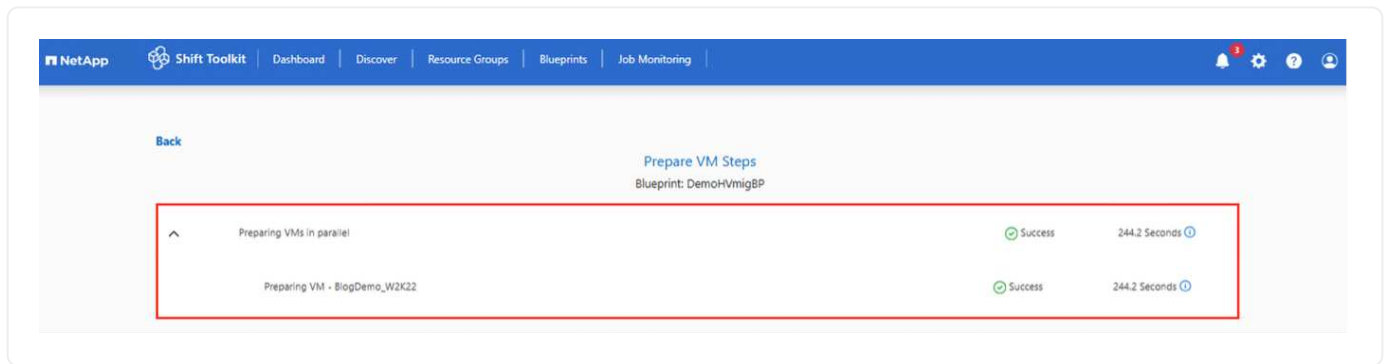 NetApp Shift Toolkit Dashboard Discover Resource Groups Blueprints Job Monitoring 3
Back
Prepare VM Steps
Blueprint: DemoHVmigBP
Preparing VMs in parallel Success 244.2 Seconds
Preparing VM - BlogDemo_W2K22 Success 244.2 Seconds